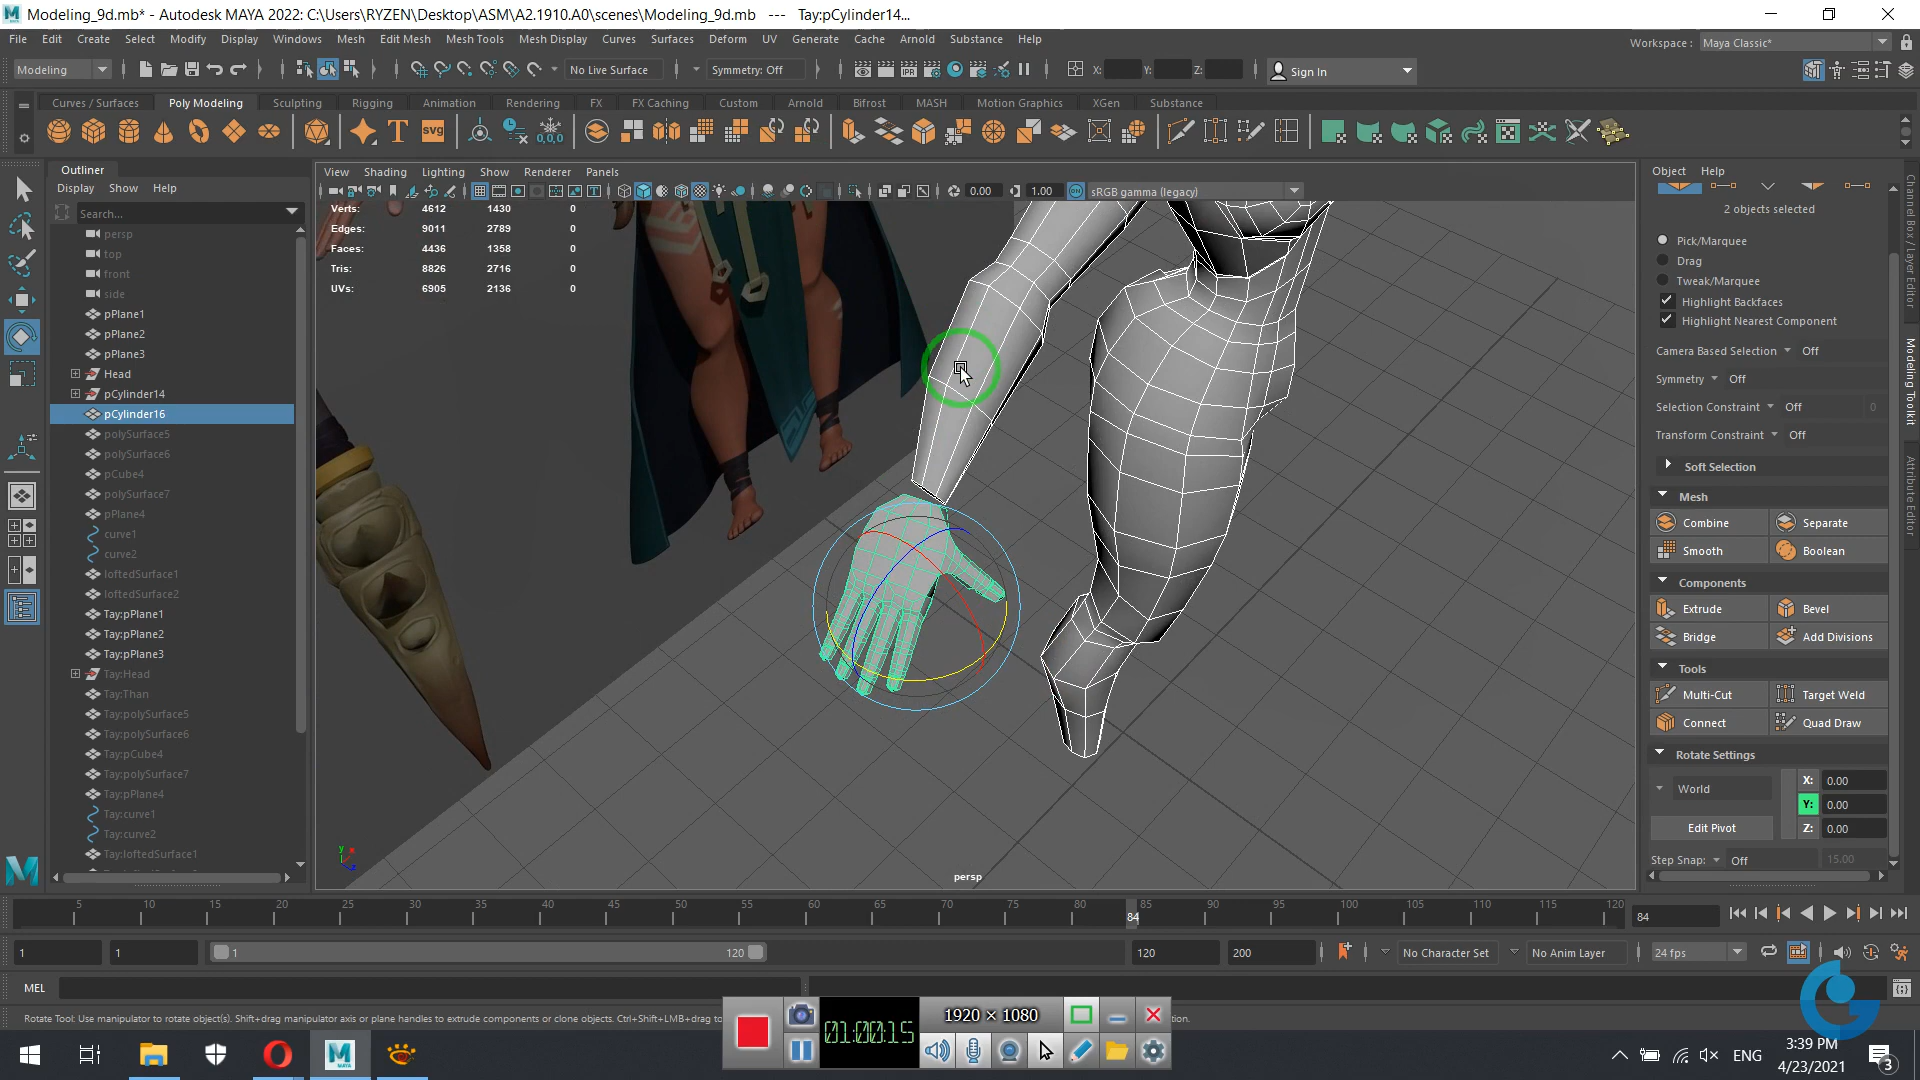 Modeling_9d.mb* - Autodesk MAYA 2022: C:\Users\RYZEN\Desktop\ASM\A2.1910.A0\scenes\Modeling_9d.mb --- Tay:pCylinder14...
File Edit Create Select Modify Display Windows Mesh Edit Mesh Mesh Tools Mesh Display Curves Surfaces Deform UV Generate Cache Arnold Substance Help
Workspace : Maya Classic*
Modeling No Live Surface Symmetry: Off X: Y: Z: Sign In
Curves / Surfaces Poly Modeling Sculpting Rigging Animation Rendering FX FX Caching Custom Arnold Bifrost MASH Motion Graphics XGen Substance
Outliner
Display Show Help
Search...
persp
top
front
side
pPlane1
pPlane2
pPlane3
Head
pCylinder14
pCylinder16
polySurface5
polySurface6
pCube4
polySurface7
pPlane4
curve1
curve2
loftedSurface1
loftedSurface2
Tay:pPlane1
Tay:pPlane2
Tay:pPlane3
Tay:Head
Tay:Than
Tay:polySurface5
Tay:polySurface6
Tay:pCube4
Tay:polySurface7
Tay:pPlane4
Tay:curve1
Tay:curve2
Tay:loftedSurface1
View Shading Lighting Show Renderer Panels
0.00 1.00 sRGB gamma (legacy)
Verts: 4612 1430 0
Edges: 9011 2789 0
Faces: 4436 1358 0
Tris: 8826 2716 0
UVs: 6905 2136 0
persp
Object Help
2 objects selected
Pick/Marquee
Drag
Tweak/Marquee
Highlight Backfaces
Highlight Nearest Component
Camera Based Selection Off
Symmetry Off
Selection Constraint Off 0
Transform Constraint Off
Soft Selection
Mesh
Combine Separate
Smooth Boolean
Components
Extrude Bevel
Bridge Add Divisions
Tools
Multi-Cut Target Weld
Connect Quad Draw
Rotate Settings
World X: 0.00
Y: 0.00
Edit Pivot Z: 0.00
Step Snap: Off 15.00
Channel Box / Layer Editor
Modeling Toolkit
Attribute Editor
5 10 15 20 25 30 35 40 45 50 55 60 65 70 75 80 85 90 95 100 105 110 115 120
84 84
1 1 1 120 120 200 No Character Set No Anim Layer 24 fps
MEL
Rotate Tool: Use manipulator to rotate object(s). Shift+drag manipulator axis or plane handles to extrude components or clone objects. Ctrl+Shift+LMB+drag to
01:00:15 1920 × 1080
ENG 3:39 PM
4/23/2021 3